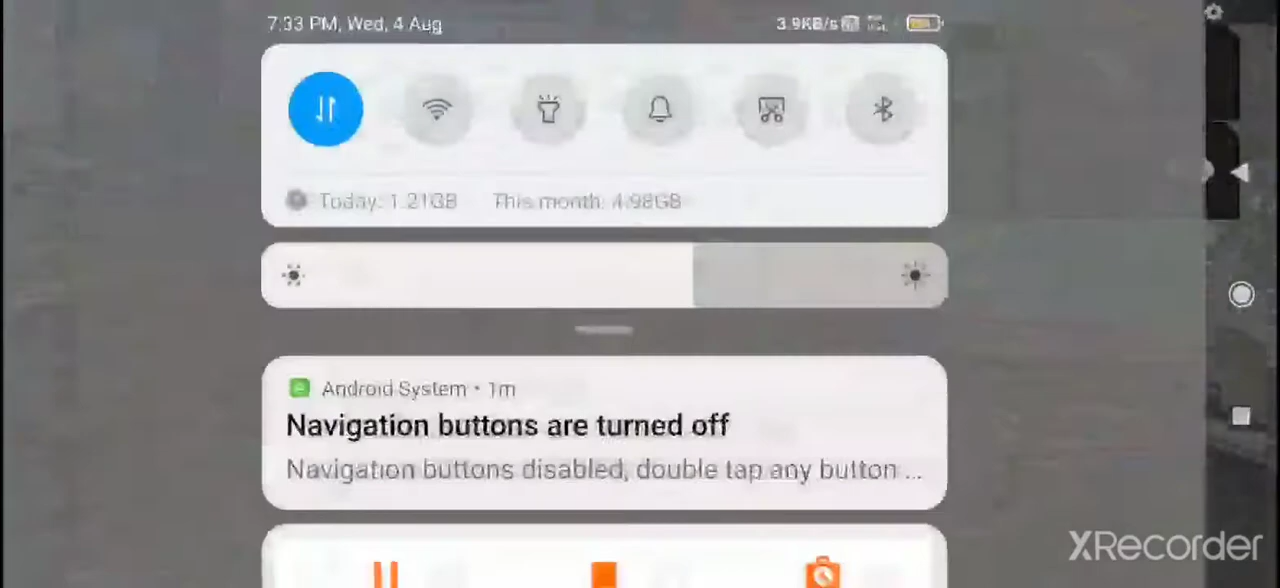 7:33 PM, Wed, 4 Aug
3.9KB/s
Today: 1.21GB This month: 4.98GB
Android System • 1m
Navigation buttons are turned off
Navigation buttons disabled, double tap any button ...
XRecorder